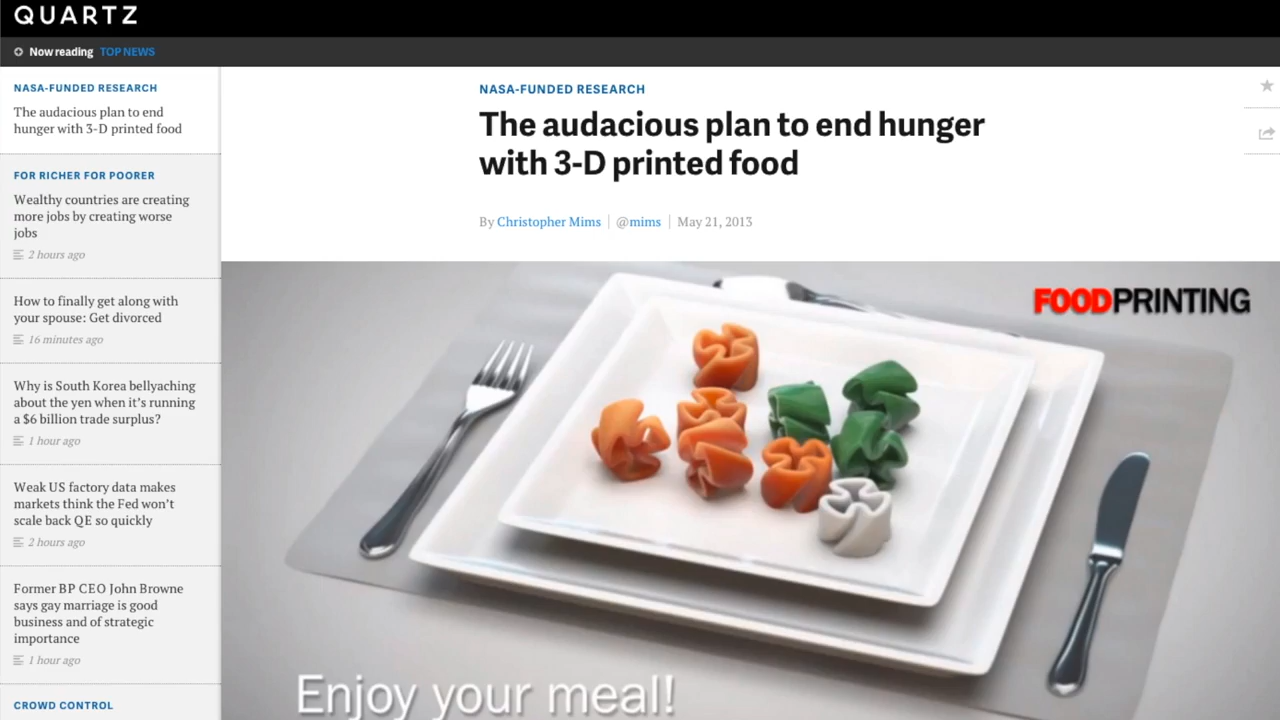 QUARTZ
Now reading TOP NEWS
NASA-FUNDED RESEARCH
The audacious plan to end
hunger with 3-D printed food
FOR RICHER FOR POORER
Wealthy countries are creating
more jobs by creating worse
jobs
2 hours ago
How to finally get along with
your spouse: Get divorced
16 minutes ago
Why is South Korea bellyaching
about the yen when it’s running
a $6 billion trade surplus?
1 hour ago
Weak US factory data makes
markets think the Fed won’t
scale back QE so quickly
2 hours ago
Former BP CEO John Browne
says gay marriage is good
business and of strategic
importance
1 hour ago
CROWD CONTROL
NASA-FUNDED RESEARCH
The audacious plan to end hunger
with 3-D printed food
By Christopher Mims | @mims | May 21, 2013
FOODPRINTING
Enjoy your meal!